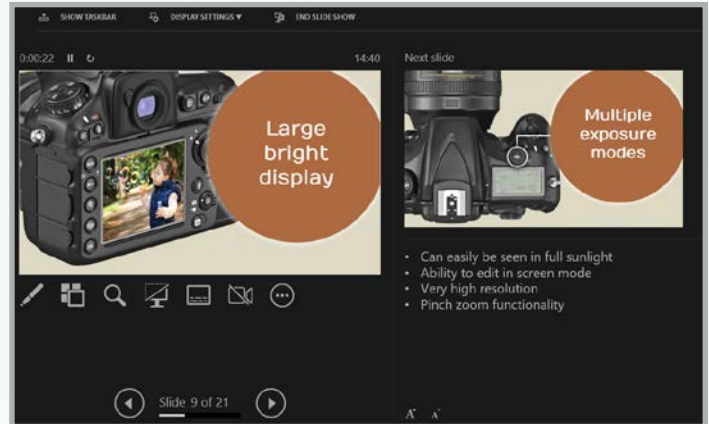 SHOW TASKBAR
DISPLAY SETTINGS ▼
END SLIDE SHOW
0:00:22
14:40
Next slide
Large
bright
display
Multiple
exposure
modes
• Can easily be seen in full sunlight
• Ability to edit in screen mode
• Very high resolution
• Pinch zoom functionality
Slide 9 of 21
A A